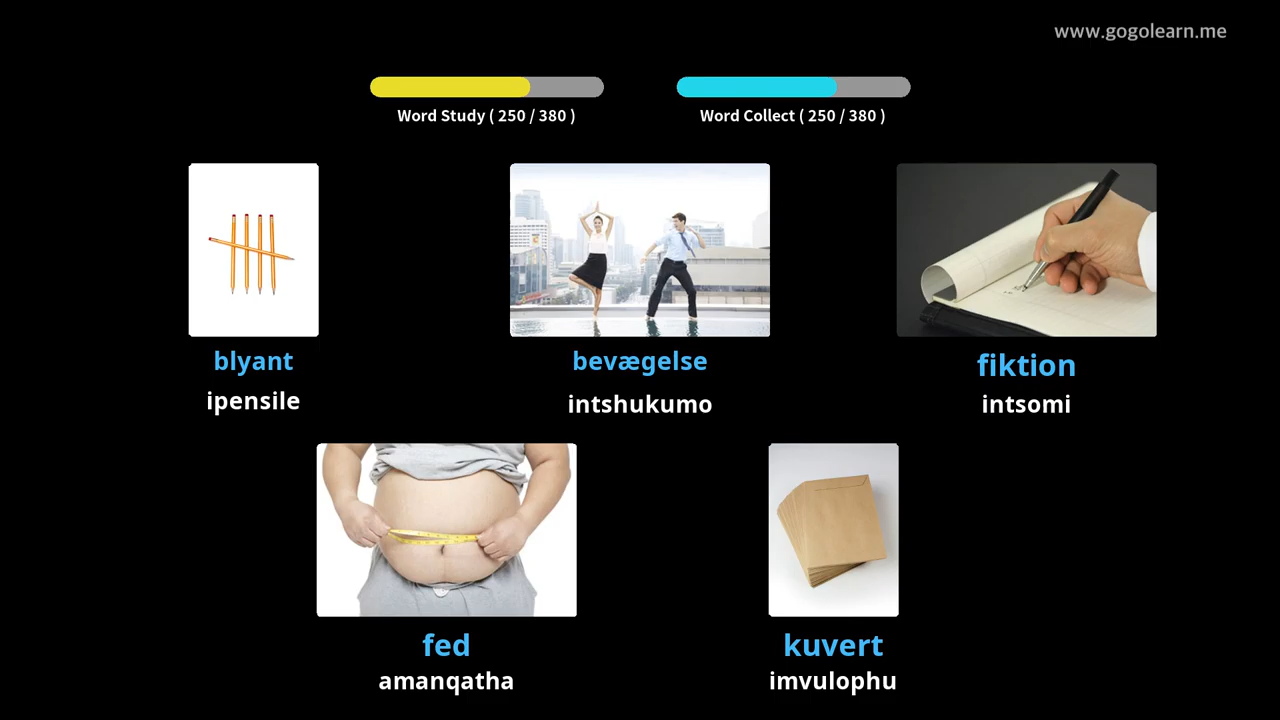 www.gogolearn.me
Word Study ( 250 / 380 )
Word Collect ( 250 / 380 )
blyant
ipensile
bevægelse
intshukumo
fiktion
intsomi
fed
amanqatha
kuvert
imvulophu